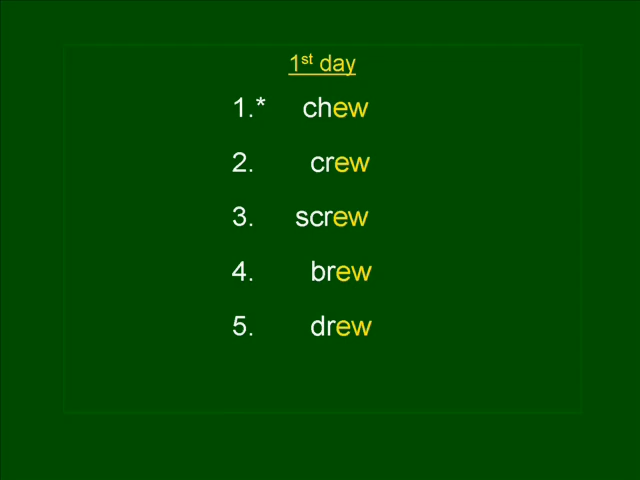 1st day
1.* chew
2. crew
3. screw
4. brew
5. drew